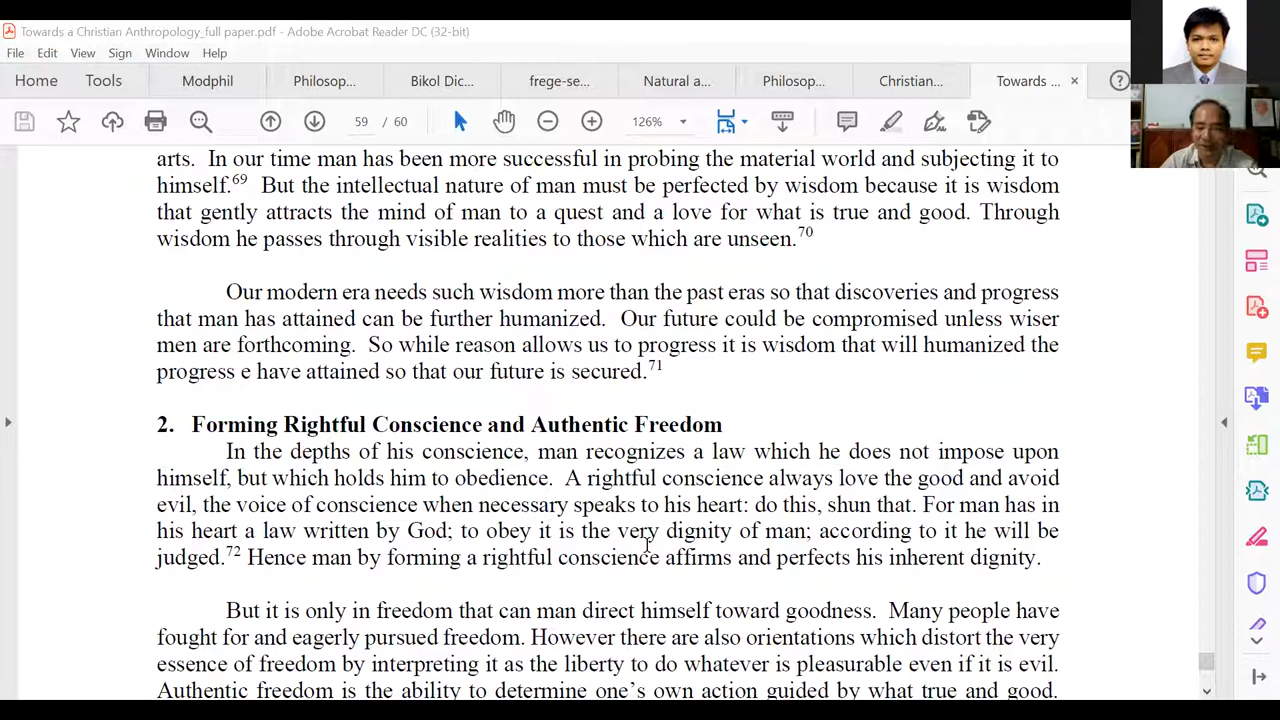 Towards a Christian Anthropology_full paper.pdf - Adobe Acrobat Reader DC (32-bit)
File Edit View Sign Window Help
Home Tools Modphil Philosop... Bikol Dic... frege-se... Natural a... Philosop... Christian... Towards ... ×
59 / 60 126%
arts. In our time man has been more successful in probing the material world and subjecting it to
himself.69 But the intellectual nature of man must be perfected by wisdom because it is wisdom
that gently attracts the mind of man to a quest and a love for what is true and good. Through
wisdom he passes through visible realities to those which are unseen.70
Our modern era needs such wisdom more than the past eras so that discoveries and progress
that man has attained can be further humanized. Our future could be compromised unless wiser
men are forthcoming. So while reason allows us to progress it is wisdom that will humanized the
progress e have attained so that our future is secured.71
2. Forming Rightful Conscience and Authentic Freedom
In the depths of his conscience, man recognizes a law which he does not impose upon
himself, but which holds him to obedience. A rightful conscience always love the good and avoid
evil, the voice of conscience when necessary speaks to his heart: do this, shun that. For man has in
his heart a law written by God; to obey it is the very dignity of man; according to it he will be
judged.72 Hence man by forming a rightful conscience affirms and perfects his inherent dignity.
But it is only in freedom that can man direct himself toward goodness. Many people have
fought for and eagerly pursued freedom. However there are also orientations which distort the very
essence of freedom by interpreting it as the liberty to do whatever is pleasurable even if it is evil.
Authentic freedom is the ability to determine one's own action guided by what true and good.